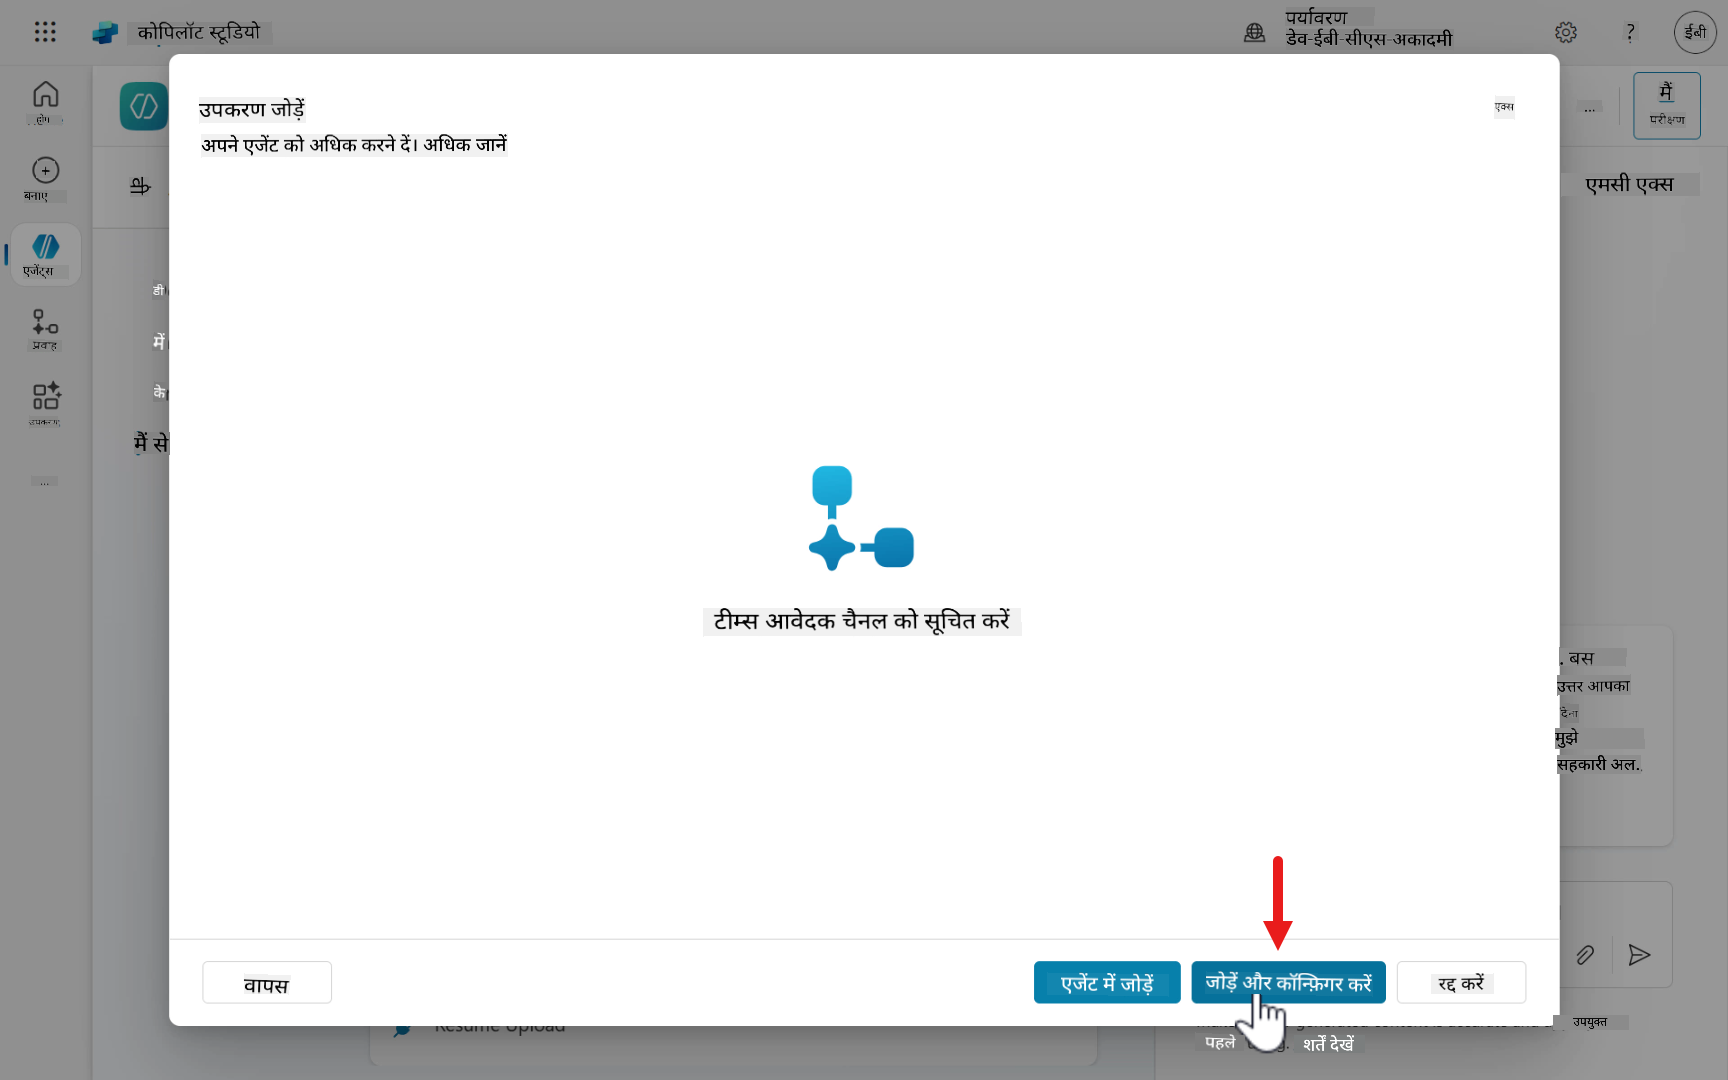 कोपिलॉट स्टूडियो
पर्यावरण
डेव-ईबी-सीएस-अकादमी
?
ईबी
होम
बनाएं
एजेंट्स
प्रवाह
उपकरण
...
...
में
परीक्षण
एमसी एक्स
डी
में
के
मैं से
उपकरण जोड़ें
एक्स
अपने एजेंट को अधिक करने दें। अधिक जानें
टीम्स आवेदक चैनल को सूचित करें
. बस
उत्तर आपका
देना
मुझे
सहकारी अल..
वापस
एजेंट में जोड़ें
जोड़ें और कॉन्फ़िगर करें
रद्द करें
Resume Upload
उपयुक्त
पहले
शर्तें देखें